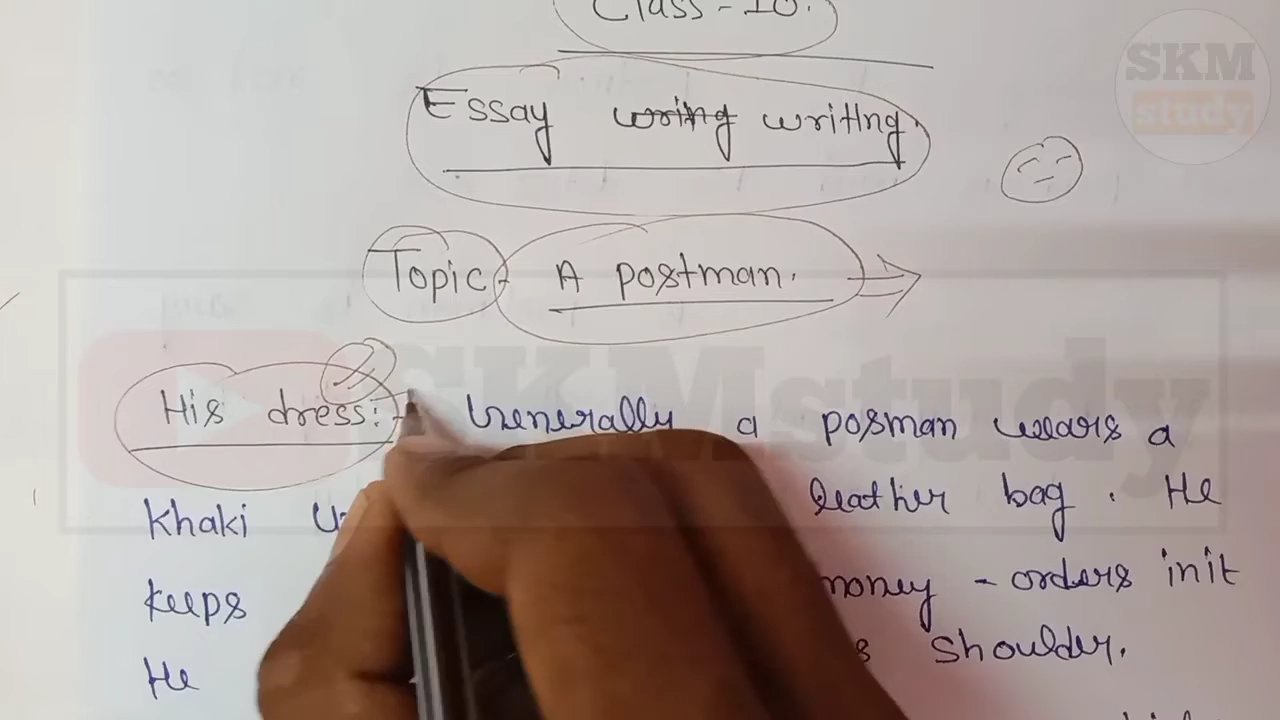 Class-10.
SKM
study
Essay wring writing.
Topic- A postman.
SKMstudy
His dress:- Generally a posman wears a
Khaki leather bag. He
keeps money-orders init
He shoulder.